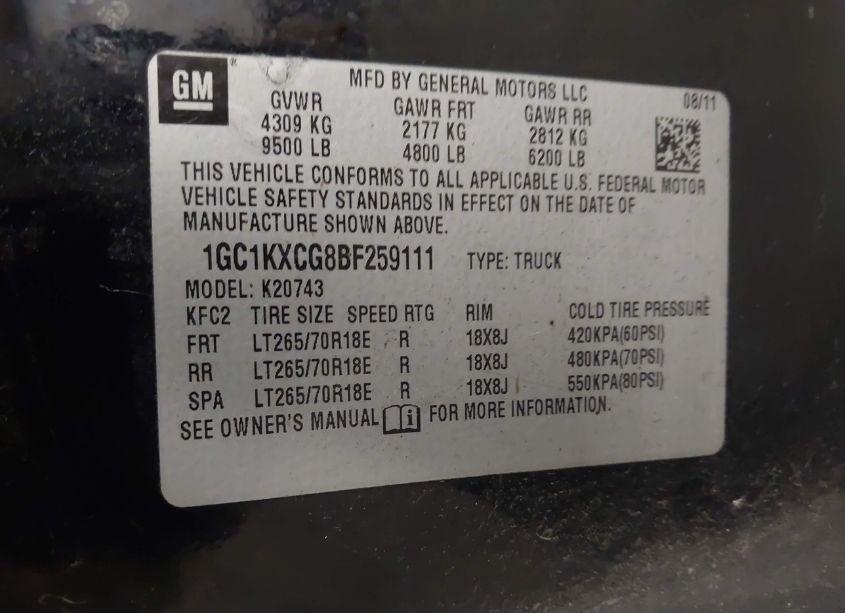 GM
MFD BY GENERAL MOTORS LLC
08/11
GVWR GAWR FRT GAWR RR
4309 KG 2177 KG 2812 KG
9500 LB 4800 LB 6200 LB
THIS VEHICLE CONFORMS TO ALL APPLICABLE U.S. FEDERAL MOTOR
VEHICLE SAFETY STANDARDS IN EFFECT ON THE DATE OF
MANUFACTURE SHOWN ABOVE.
1GC1KXCG8BF259111 TYPE: TRUCK
MODEL: K20743
KFC2 TIRE SIZE SPEED RTG RIM COLD TIRE PRESSURE
FRT LT265/70R18E R 18X8J 420KPA(60PSI)
RR LT265/70R18E R 18X8J 480KPA(70PSI)
SPA LT265/70R18E R 18X8J 550KPA(80PSI)
SEE OWNER'S MANUAL i FOR MORE INFORMATION.